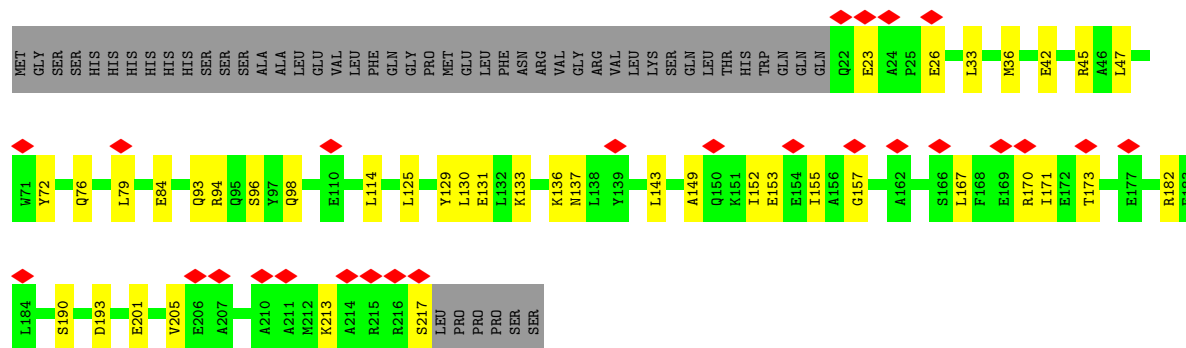 MET GLY SER SER HIS HIS HIS HIS HIS HIS SER SER SER ALA ALA LEU GLU VAL LEU PHE GLN GLY PRO MET GLU LEU PHE ASN ARG VAL GLY ARG VAL LEU LYS SER GLN LEU THR HIS TRP GLN GLN GLN Q22 E23 A24 P25 E26 L33 M36 E42 R45 A46 L47
W71 Y72 Q76 L79 E84 Q93 R94 Q95 S96 Y97 Q98 E110 L114 L125 Y129 L130 E131 L132 K133 K136 N137 L138 Y139 L143 A149 Q150 K151 I152 E153 E154 I155 A156 G157 A162 S166 L167 F168 E169 R170 I171 E172 T173 E177 R182
L184 S190 D193 E201 V205 E206 A207 A210 A211 M212 K213 A214 R215 R216 S217 LEU PRO PRO PRO SER SER